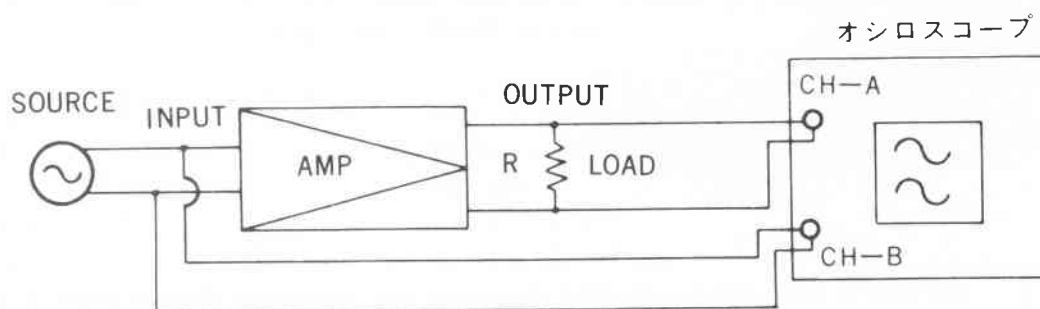 オシロスコープ
SOURCE
INPUT
AMP
OUTPUT
R
LOAD
CH—A
CH—B